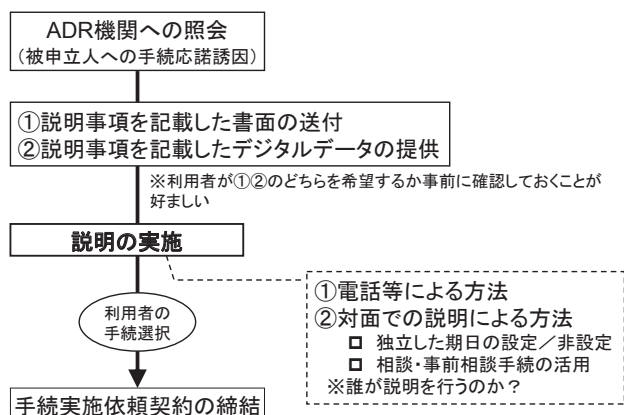 ADR機関への照会
(被申立人への手続応諾誘因)
①説明事項を記載した書面の送付
②説明事項を記載したデジタルデータの提供
※利用者が①②のどちらを希望するか事前に確認しておくことが
好ましい
説明の実施
①電話等による方法
②対面での説明による方法
独立した期日の設定／非設定
相談・事前相談手続の活用
※誰が説明を行うのか？
利用者の
手続選択
手続実施依頼契約の締結